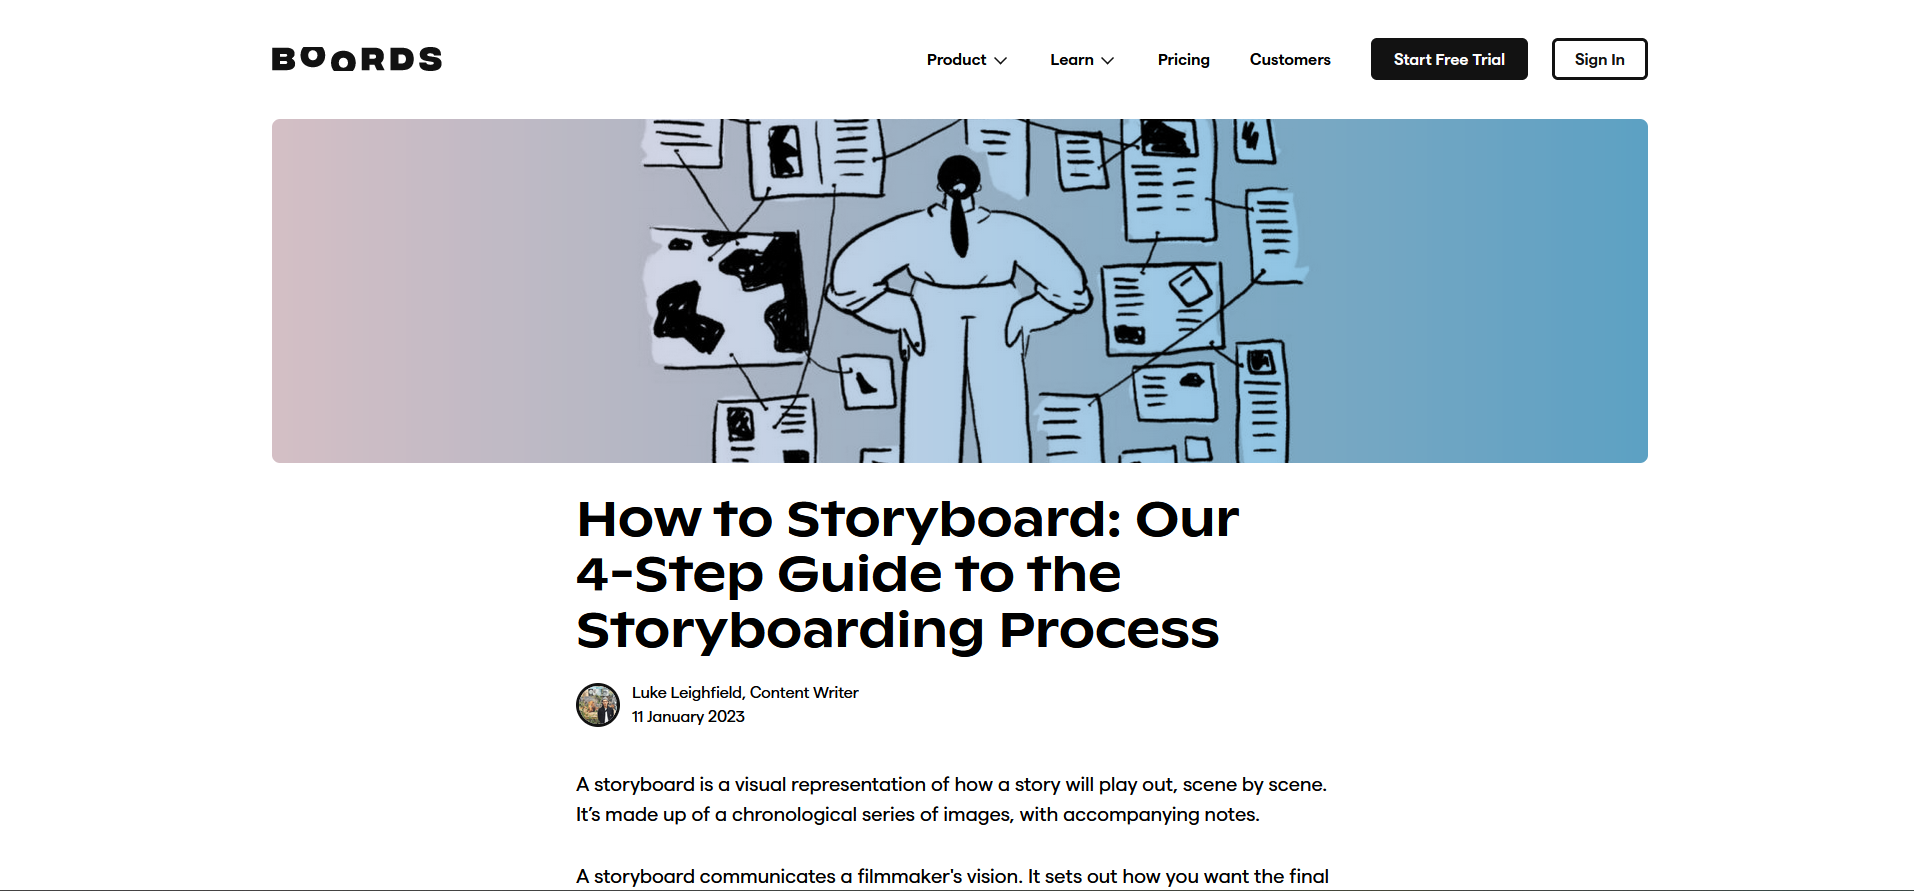 BOORDS
Product
Learn
Pricing
Customers
Start Free Trial
Sign In
How to Storyboard: Our
4-Step Guide to the
Storyboarding Process
Luke Leighfield, Content Writer
11 January 2023
A storyboard is a visual representation of how a story will play out, scene by scene.
It’s made up of a chronological series of images, with accompanying notes.
A storyboard communicates a filmmaker's vision. It sets out how you want the final